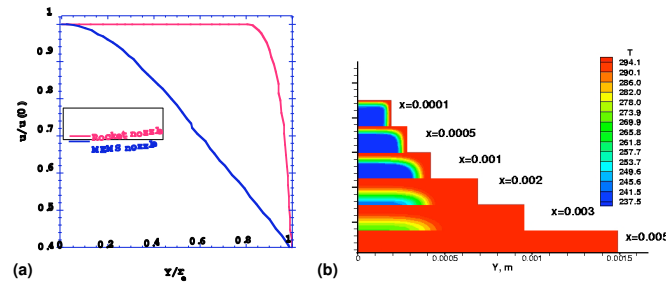 (a)
1
0.9
0.8
0.7
0.6
0.5
0.4
0
0.2
0.4
0.6
0.8
1
u/u(0)
Y/r
Rocket nozzle
MEMS nozzle
(b)
T
294.1
290.1
286.0
282.0
278.0
273.9
269.9
265.8
261.8
257.7
253.7
249.6
245.6
241.5
237.5
x=0.0001
x=0.0005
x=0.001
x=0.002
x=0.003
x=0.005
0
0.0005
0.001
0.0015
Y, m